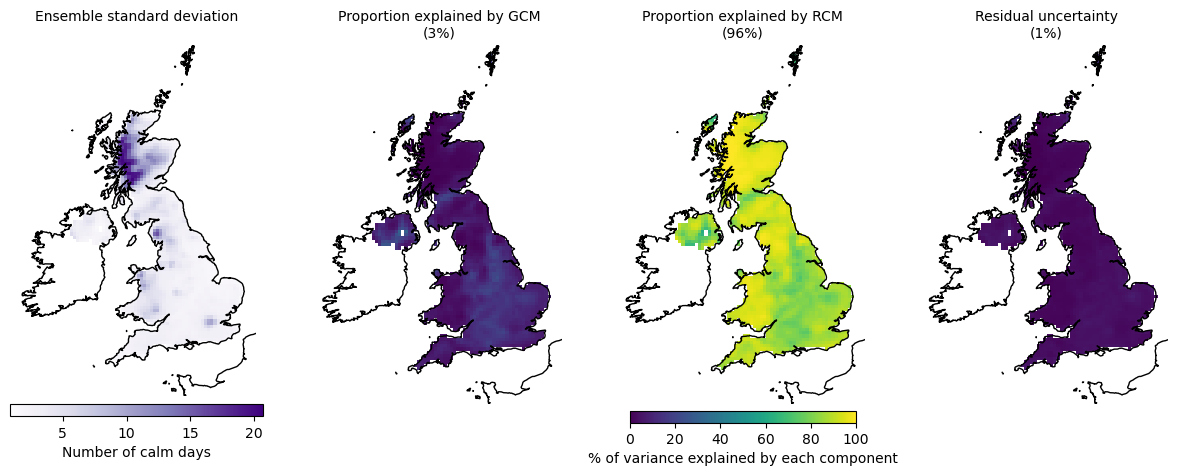 Ensemble standard deviation
Proportion explained by GCM
(3%)
Proportion explained by RCM
(96%)
Residual uncertainty
(1%)
5 10 15 20
Number of calm days
0 20 40 60 80 100
% of variance explained by each component